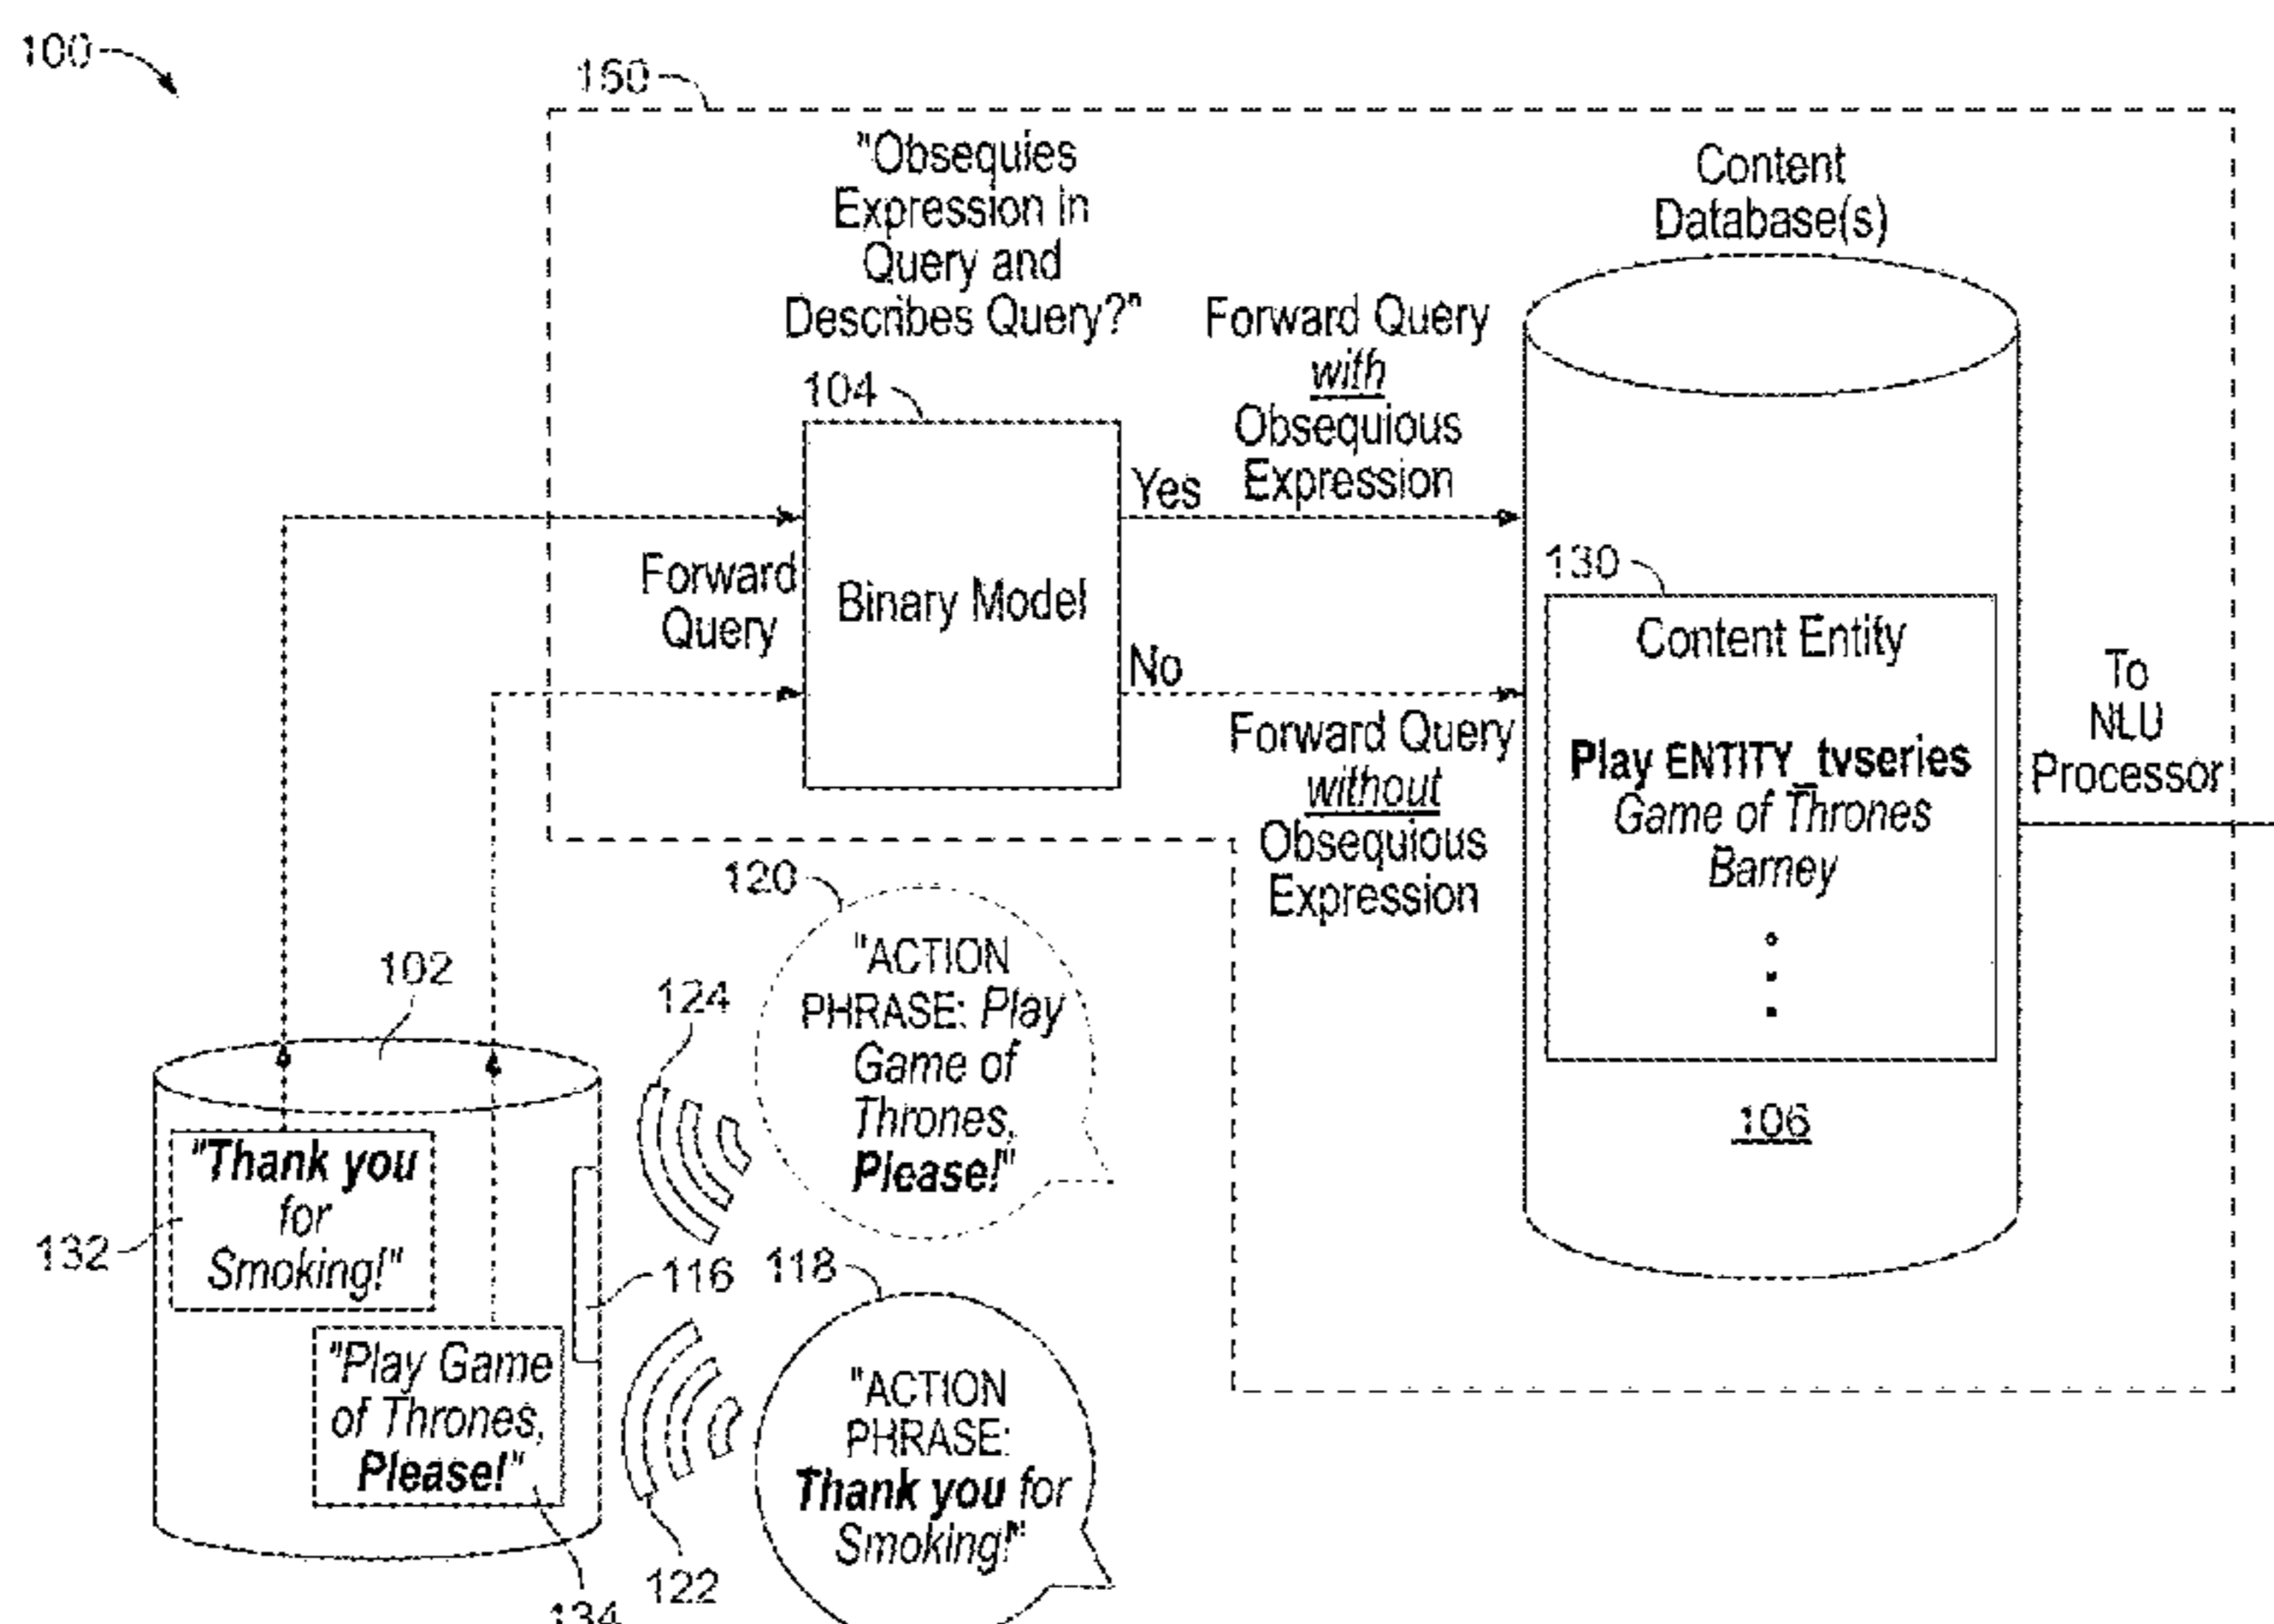 100
160
"Obsequies
Expression in
Query and
Describes Query?"
Content
Database(s)
Forward Query
with
Obsequious
Expression
104
Yes
Forward
Query
Binary Model
No
130
Content Entity
Play ENTITY_tvseries
Game of Thrones
Barney
To
NLU
Processor
Forward Query
without
Obsequious
Expression
106
120
"ACTION
PHRASE: Play
Game of
Thrones,
Please!"
124
102
"Thank you
for
Smoking!"
132
116
118
"Play Game
of Thrones,
Please!"
"ACTION
PHRASE:
Thank you for
Smoking!"
122
134